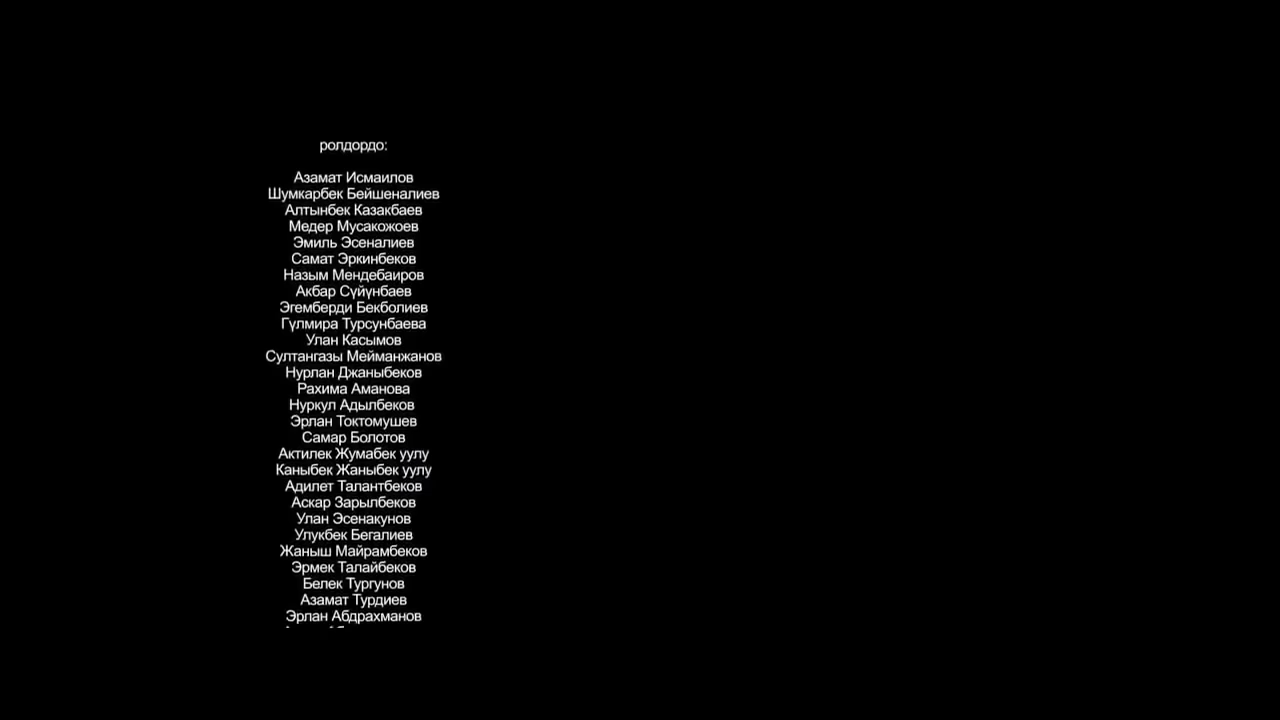 ролдордо:
Азамат Исмаилов
Шумкарбек Бейшеналиев
Алтынбек Казакбаев
Медер Мусакожоев
Эмиль Эсеналиев
Самат Эркинбеков
Назым Мендебаиров
Акбар Сүйүнбаев
Эгемберди Бекболиев
Гүлмира Турсунбаева
Улан Касымов
Султангазы Мейманжанов
Нурлан Джаныбеков
Рахима Аманова
Нуркул Адылбеков
Эрлан Токтомушев
Самар Болотов
Актилек Жумабек уулу
Каныбек Жаныбек уулу
Адилет Талантбеков
Аскар Зарылбеков
Улан Эсенакунов
Улукбек Бегалиев
Жаныш Майрамбеков
Эрмек Талайбеков
Белек Тургунов
Азамат Турдиев
Эрлан Абдрахманов